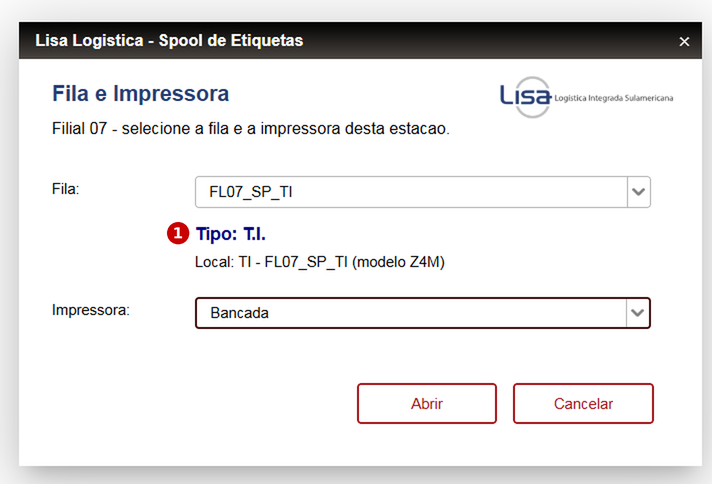 Lisa Logistica - Spool de Etiquetas
Fila e Impressora
Lisa Logística Integrada Sulamericana
Filial 07 - selecione a fila e a impressora desta estacao.
Fila:
FL07_SP_TI
1 Tipo: T.I.
Local: TI - FL07_SP_TI (modelo Z4M)
Impressora:
Bancada
Abrir
Cancelar